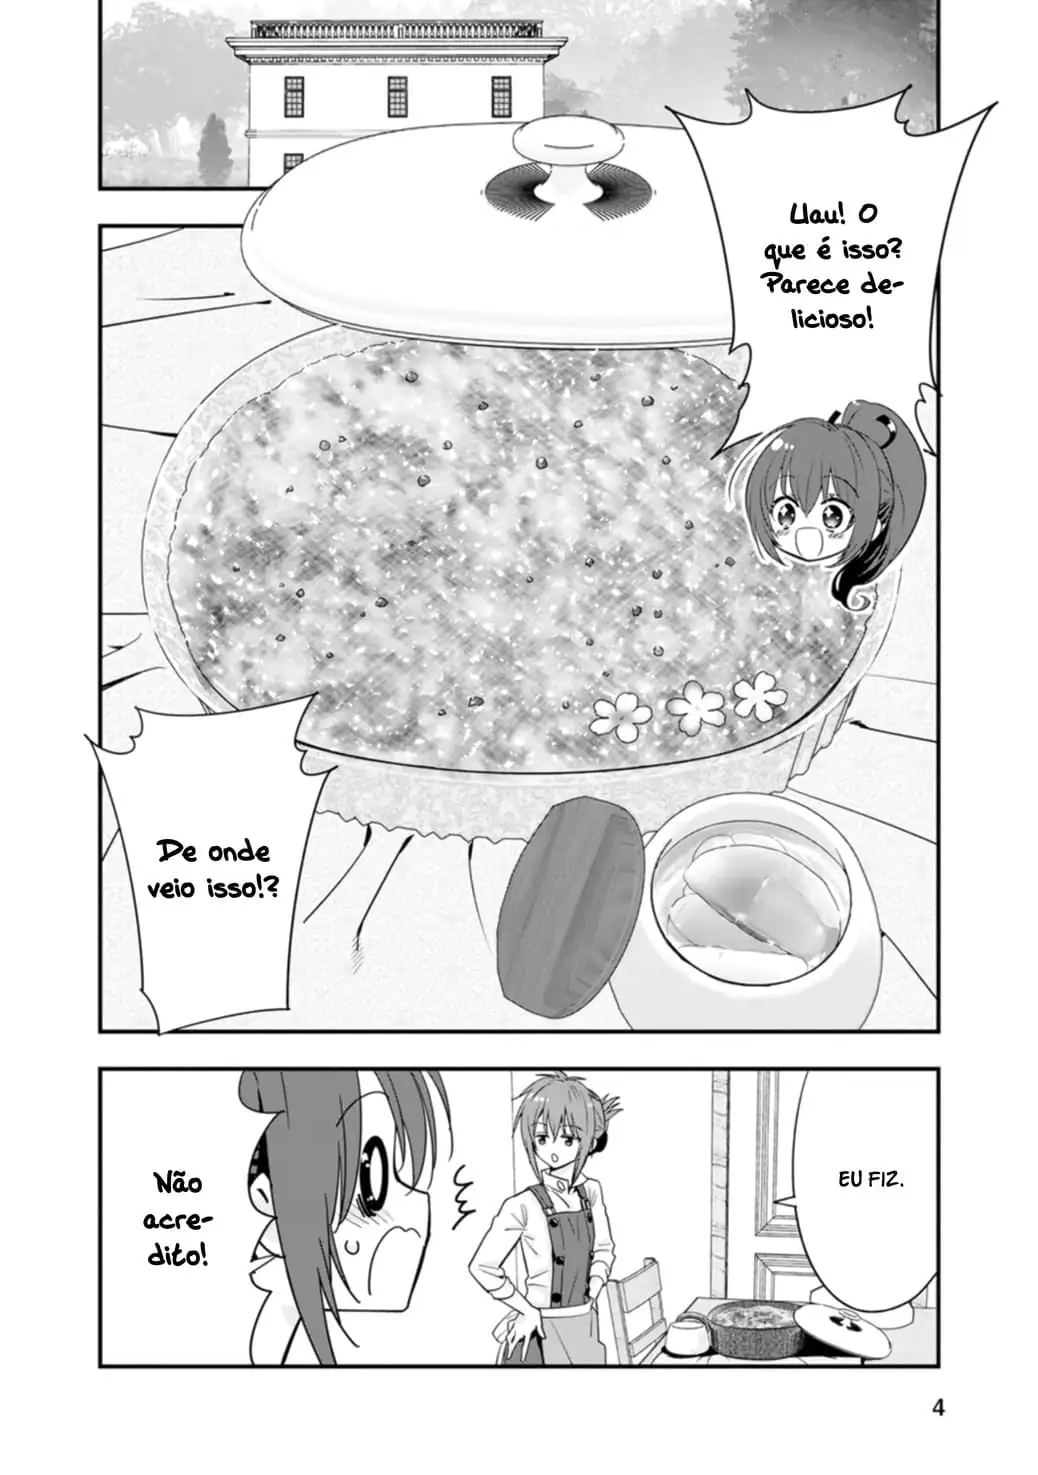 Uau! O
que é isso?
Parece de-
licioso!
De onde
veio isso!?
EU FIZ.
Não
acre-
dito!
4